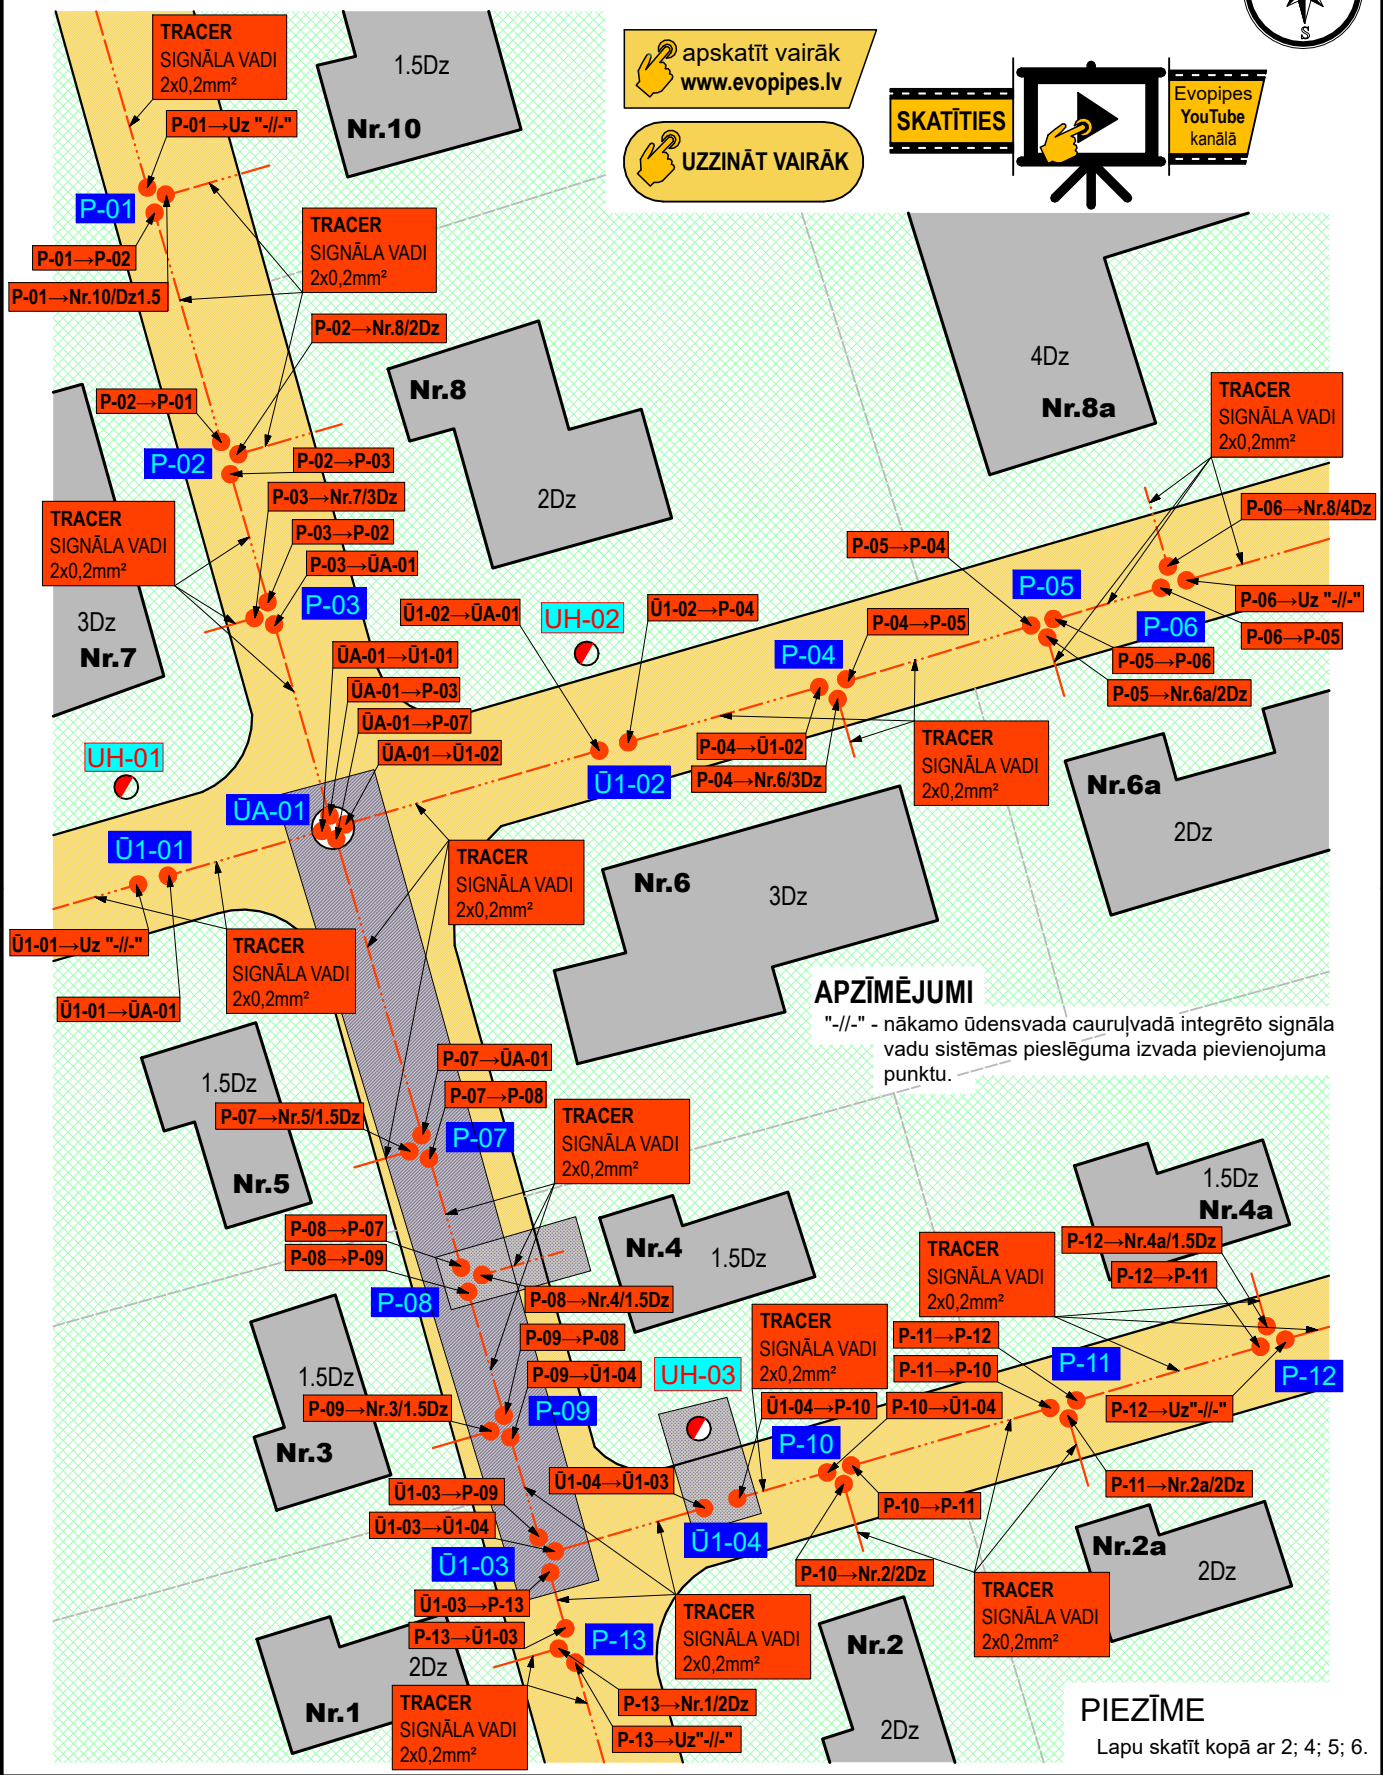 S
TRACER
SIGNĀLA VADI
2x0,2mm²
1.5Dz
Nr.10
apskatīt vairāk
www.evopipes.lv
UZZINĀT VAIRĀK
SKATĪTIES
Evopipes
YouTube
kanālā
P-01→Uz "-//-"
P-01
P-01→P-02
P-01→Nr.10/Dz1.5
TRACER
SIGNĀLA VADI
2x0,2mm²
P-02→Nr.8/2Dz
P-02→P-01
P-02
P-02→P-03
Nr.8
2Dz
4Dz
Nr.8a
TRACER
SIGNĀLA VADI
2x0,2mm²
P-03→Nr.7/3Dz
P-03→P-02
P-03→ŪA-01
P-03
TRACER
SIGNĀLA VADI
2x0,2mm²
3Dz
Nr.7
P-06→Nr.8/4Dz
P-05→P-04
P-05
P-06→Uz "-//-"
P-06
P-06→P-05
P-05→P-06
P-05→Nr.6a/2Dz
Ū1-02→ŪA-01
UH-02
Ū1-02→P-04
P-04→P-05
P-04
ŪA-01→Ū1-01
ŪA-01→P-03
ŪA-01→P-07
ŪA-01→Ū1-02
P-04→Ū1-02
P-04→Nr.6/3Dz
TRACER
SIGNĀLA VADI
2x0,2mm²
Ū1-02
UH-01
ŪA-01
Ū1-01
Nr.6a
2Dz
TRACER
SIGNĀLA VADI
2x0,2mm²
Nr.6
3Dz
Ū1-01→Uz "-//-"
TRACER
SIGNĀLA VADI
2x0,2mm²
Ū1-01→ŪA-01
APZĪMĒJUMI
"-//-" - nākamo ūdensvada cauruļvadā integrēto signāla
vadu sistēmas pieslēguma izvada pievienojuma
punktu.
1.5Dz
P-07→ŪA-01
P-07→P-08
P-07→Nr.5/1.5Dz
P-07
Nr.5
TRACER
SIGNĀLA VADI
2x0,2mm²
1.5Dz
Nr.4a
P-08→P-07
P-08→P-09
P-08
P-08→Nr.4/1.5Dz
Nr.4
1.5Dz
TRACER
SIGNĀLA VADI
2x0,2mm²
P-12→Nr.4a/1.5Dz
P-12→P-11
P-09→P-08
P-09→Ū1-04
1.5Dz
P-09→Nr.3/1.5Dz
P-09
Nr.3
UH-03
TRACER
SIGNĀLA VADI
2x0,2mm²
P-11→P-12
P-11→P-10
P-11
P-12
P-12→Uz"-//-"
Ū1-04→P-10
P-10→Ū1-04
P-10
Ū1-04→Ū1-03
P-11→Nr.2a/2Dz
P-10→P-11
Ū1-03→P-09
Ū1-03→Ū1-04
Ū1-03
Ū1-04
P-10→Nr.2/2Dz
Nr.2a
2Dz
Ū1-03→P-13
P-13→Ū1-03
P-13
TRACER
SIGNĀLA VADI
2x0,2mm²
TRACER
SIGNĀLA VADI
2x0,2mm²
2Dz
Nr.1
TRACER
SIGNĀLA VADI
2x0,2mm²
P-13→Nr.1/2Dz
P-13→Uz"-//-"
Nr.2
2Dz
PIEZĪME
Lapu skatīt kopā ar 2; 4; 5; 6.